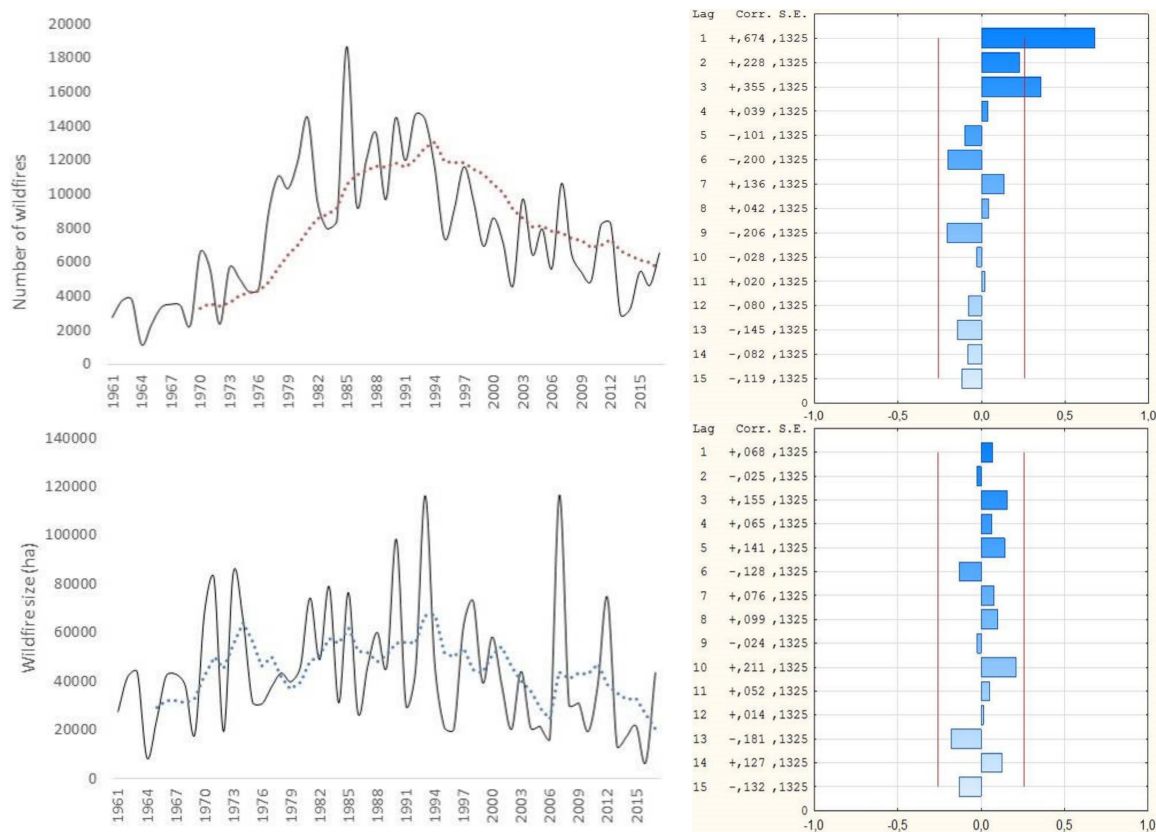 20000
18000
16000
14000
12000
10000
8000
6000
4000
2000
0
Number of wildfires
1961
1964
1967
1970
1973
1976
1979
1982
1985
1988
1991
1994
1997
2000
2003
2006
2009
2012
2015
Lag Corr. S.E.
1 +,674 ,1325
2 +,228 ,1325
3 +,355 ,1325
4 +,039 ,1325
5 -,101 ,1325
6 -,200 ,1325
7 +,136 ,1325
8 +,042 ,1325
9 -,206 ,1325
10 -,028 ,1325
11 +,020 ,1325
12 -,080 ,1325
13 -,145 ,1325
14 -,082 ,1325
15 -,119 ,1325
0
-1,0 -0,5 0,0 0,5 1,0
140000
120000
100000
80000
60000
40000
20000
0
Wildfire size (ha)
1961
1964
1967
1970
1973
1976
1979
1982
1985
1988
1991
1994
1997
2000
2003
2006
2009
2012
2015
Lag Corr. S.E.
1 +,068 ,1325
2 -,025 ,1325
3 +,155 ,1325
4 +,065 ,1325
5 +,141 ,1325
6 -,128 ,1325
7 +,076 ,1325
8 +,099 ,1325
9 -,024 ,1325
10 +,211 ,1325
11 +,052 ,1325
12 +,014 ,1325
13 -,181 ,1325
14 +,127 ,1325
15 -,132 ,1325
0
-1,0 -0,5 0,0 0,5 1,0